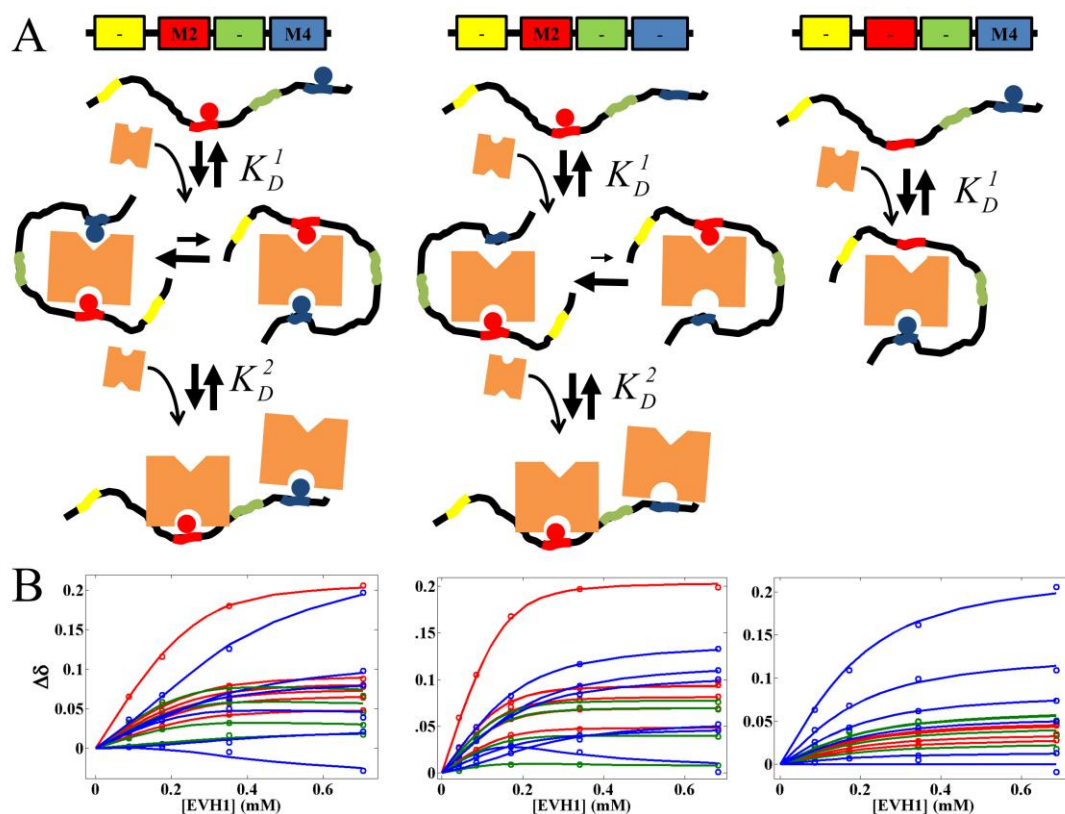 A
- M2 - M4
- M2 - -
- - - M4
K_D^1
K_D^1
K_D^1
K_D^2
K_D^2
B
Δδ
0.2
0.15
0.1
0.05
0
0 0.2 0.4 0.6
[EVH1] (mM)
0.2
0.15
0.1
0.05
0
0 0.2 0.4 0.6
[EVH1] (mM)
0.2
0.15
0.1
0.05
0
0 0.2 0.4 0.6
[EVH1] (mM)